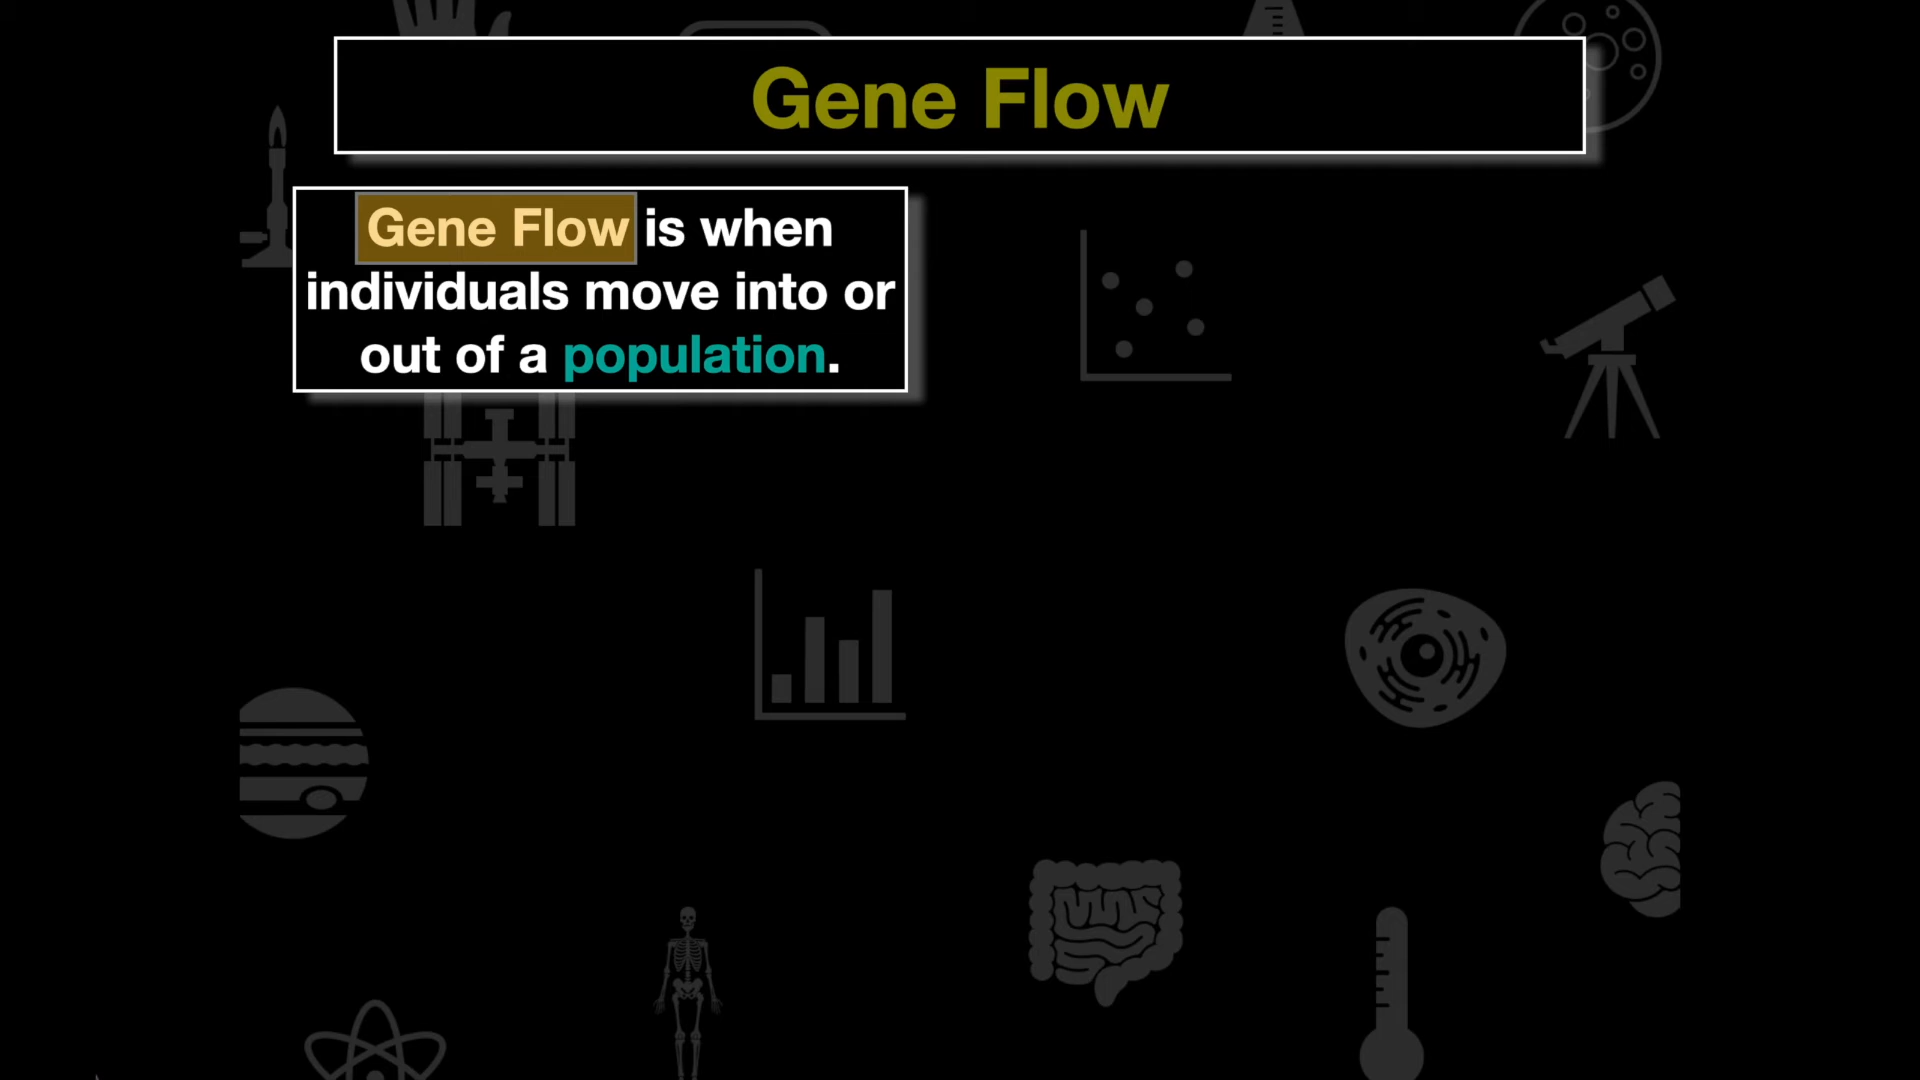 Gene Flow
Gene Flow is when
individuals move into or
out of a population.